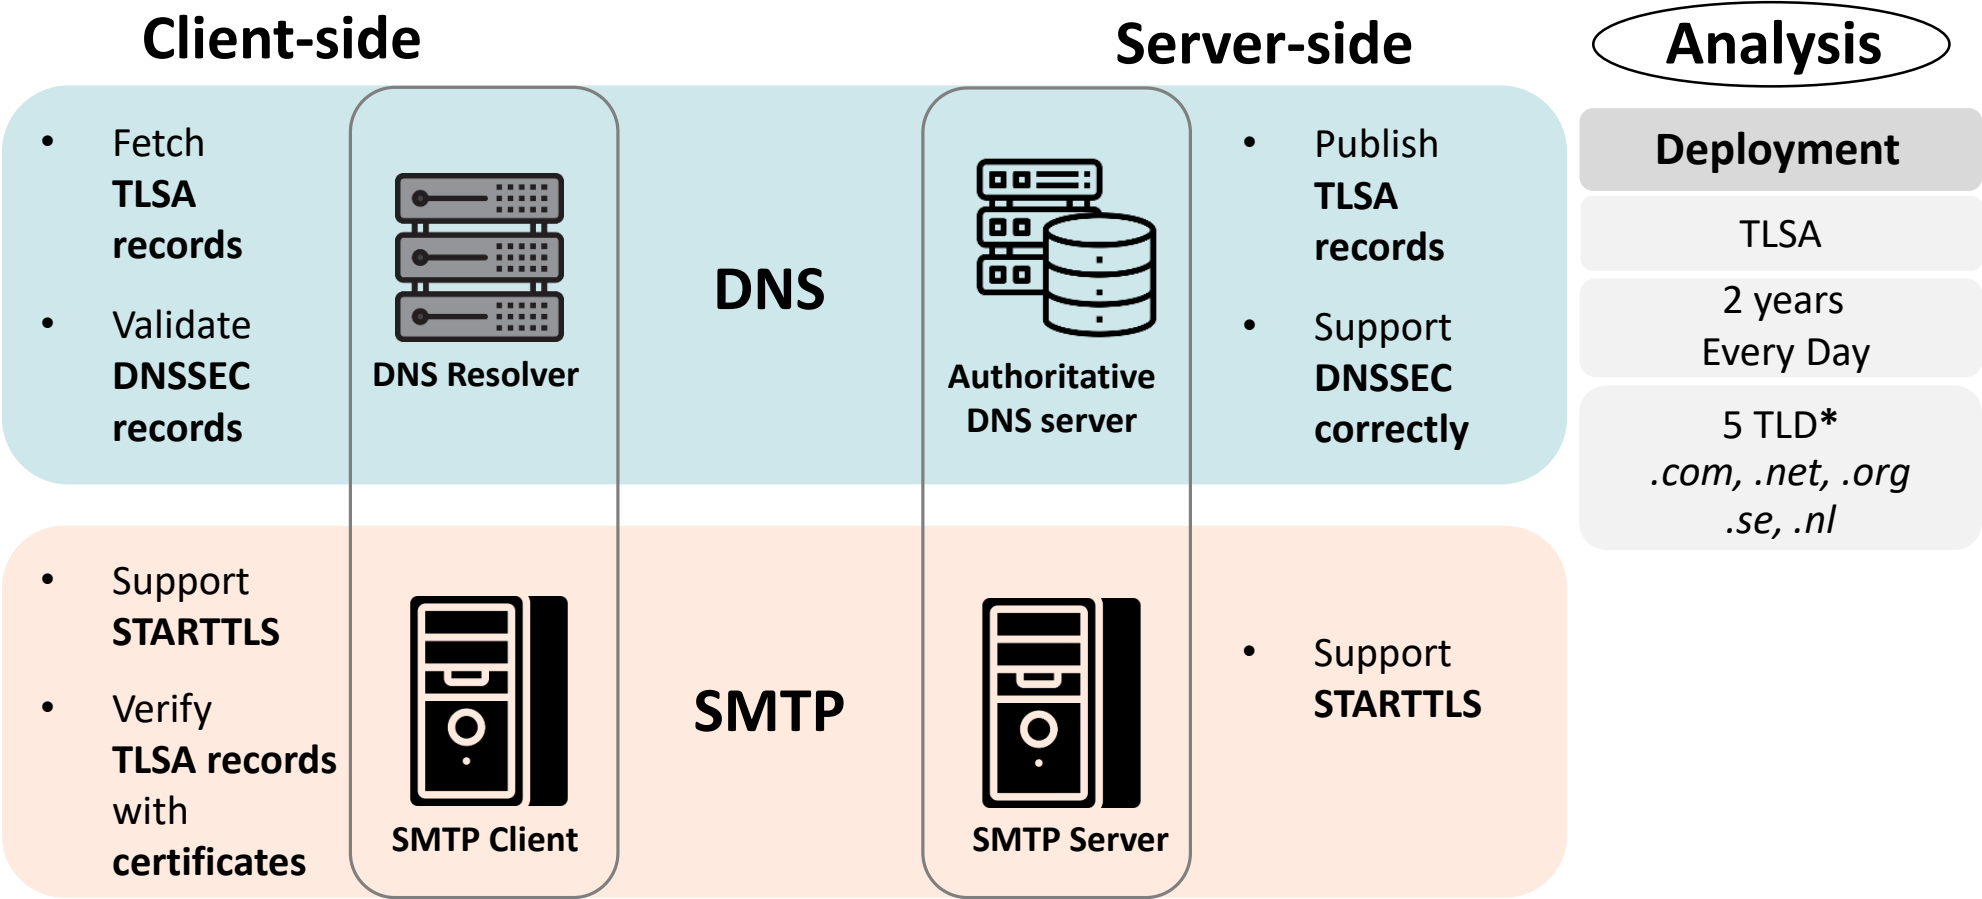 Client-side
Server-side
Analysis
• Fetch
TLSA
records
• Validate
DNSSEC
records
DNS Resolver
DNS
Authoritative
DNS server
• Publish
TLSA
records
• Support
DNSSEC
correctly
Deployment
TLSA
2 years
Every Day
5 TLD*
.com, .net, .org
.se, .nl
• Support
STARTTLS
• Verify
TLSA records
with
certificates
SMTP Client
SMTP
SMTP Server
• Support
STARTTLS